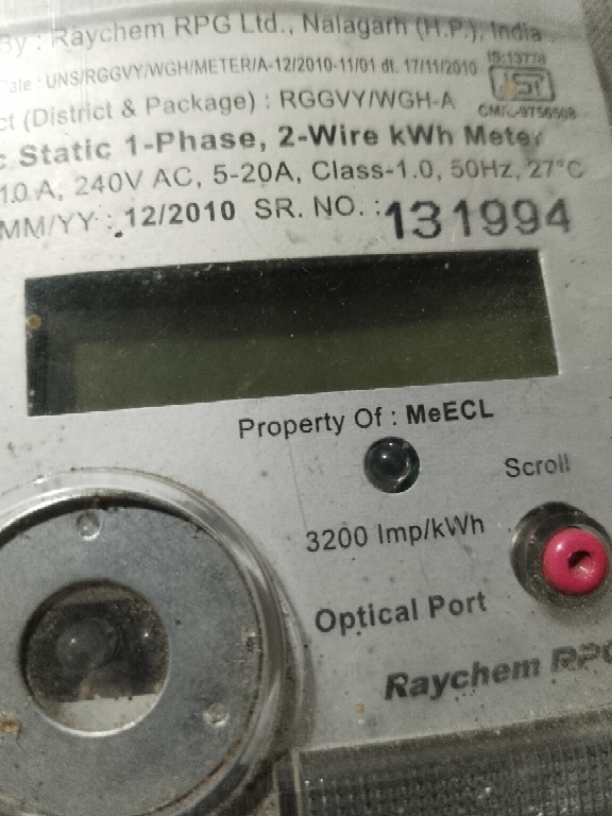 By : Raychem RPG Ltd., Nalagarh (H.P.), India
IS:13778
Date : UNS/RGGVY/WGH/METER/A-12/2010-11/01 dt. 17/11/2010
ct (District & Package) : RGGVY/WGH-A
c Static 1-Phase, 2-Wire kWh Meter
10 A, 240V AC, 5-20A, Class-1.0, 50Hz, 27°C
MM/YY : 12/2010 SR. NO. : 131994
Property Of : MeECL
Scroll
3200 Imp/kWh
Optical Port
Raychem RPG